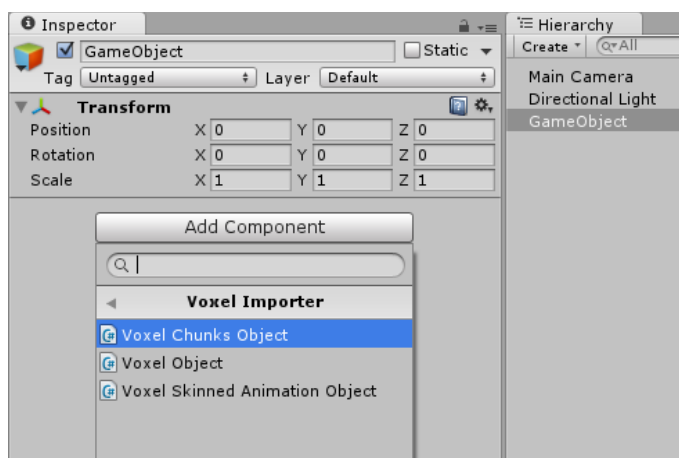 Inspector
GameObject
Static
Tag Untagged Layer Default
Transform
Position X 0 Y 0 Z 0
Rotation X 0 Y 0 Z 0
Scale X 1 Y 1 Z 1
Add Component
Voxel Importer
Voxel Chunks Object
Voxel Object
Voxel Skinned Animation Object
Hierarchy
Create All
Main Camera
Directional Light
GameObject